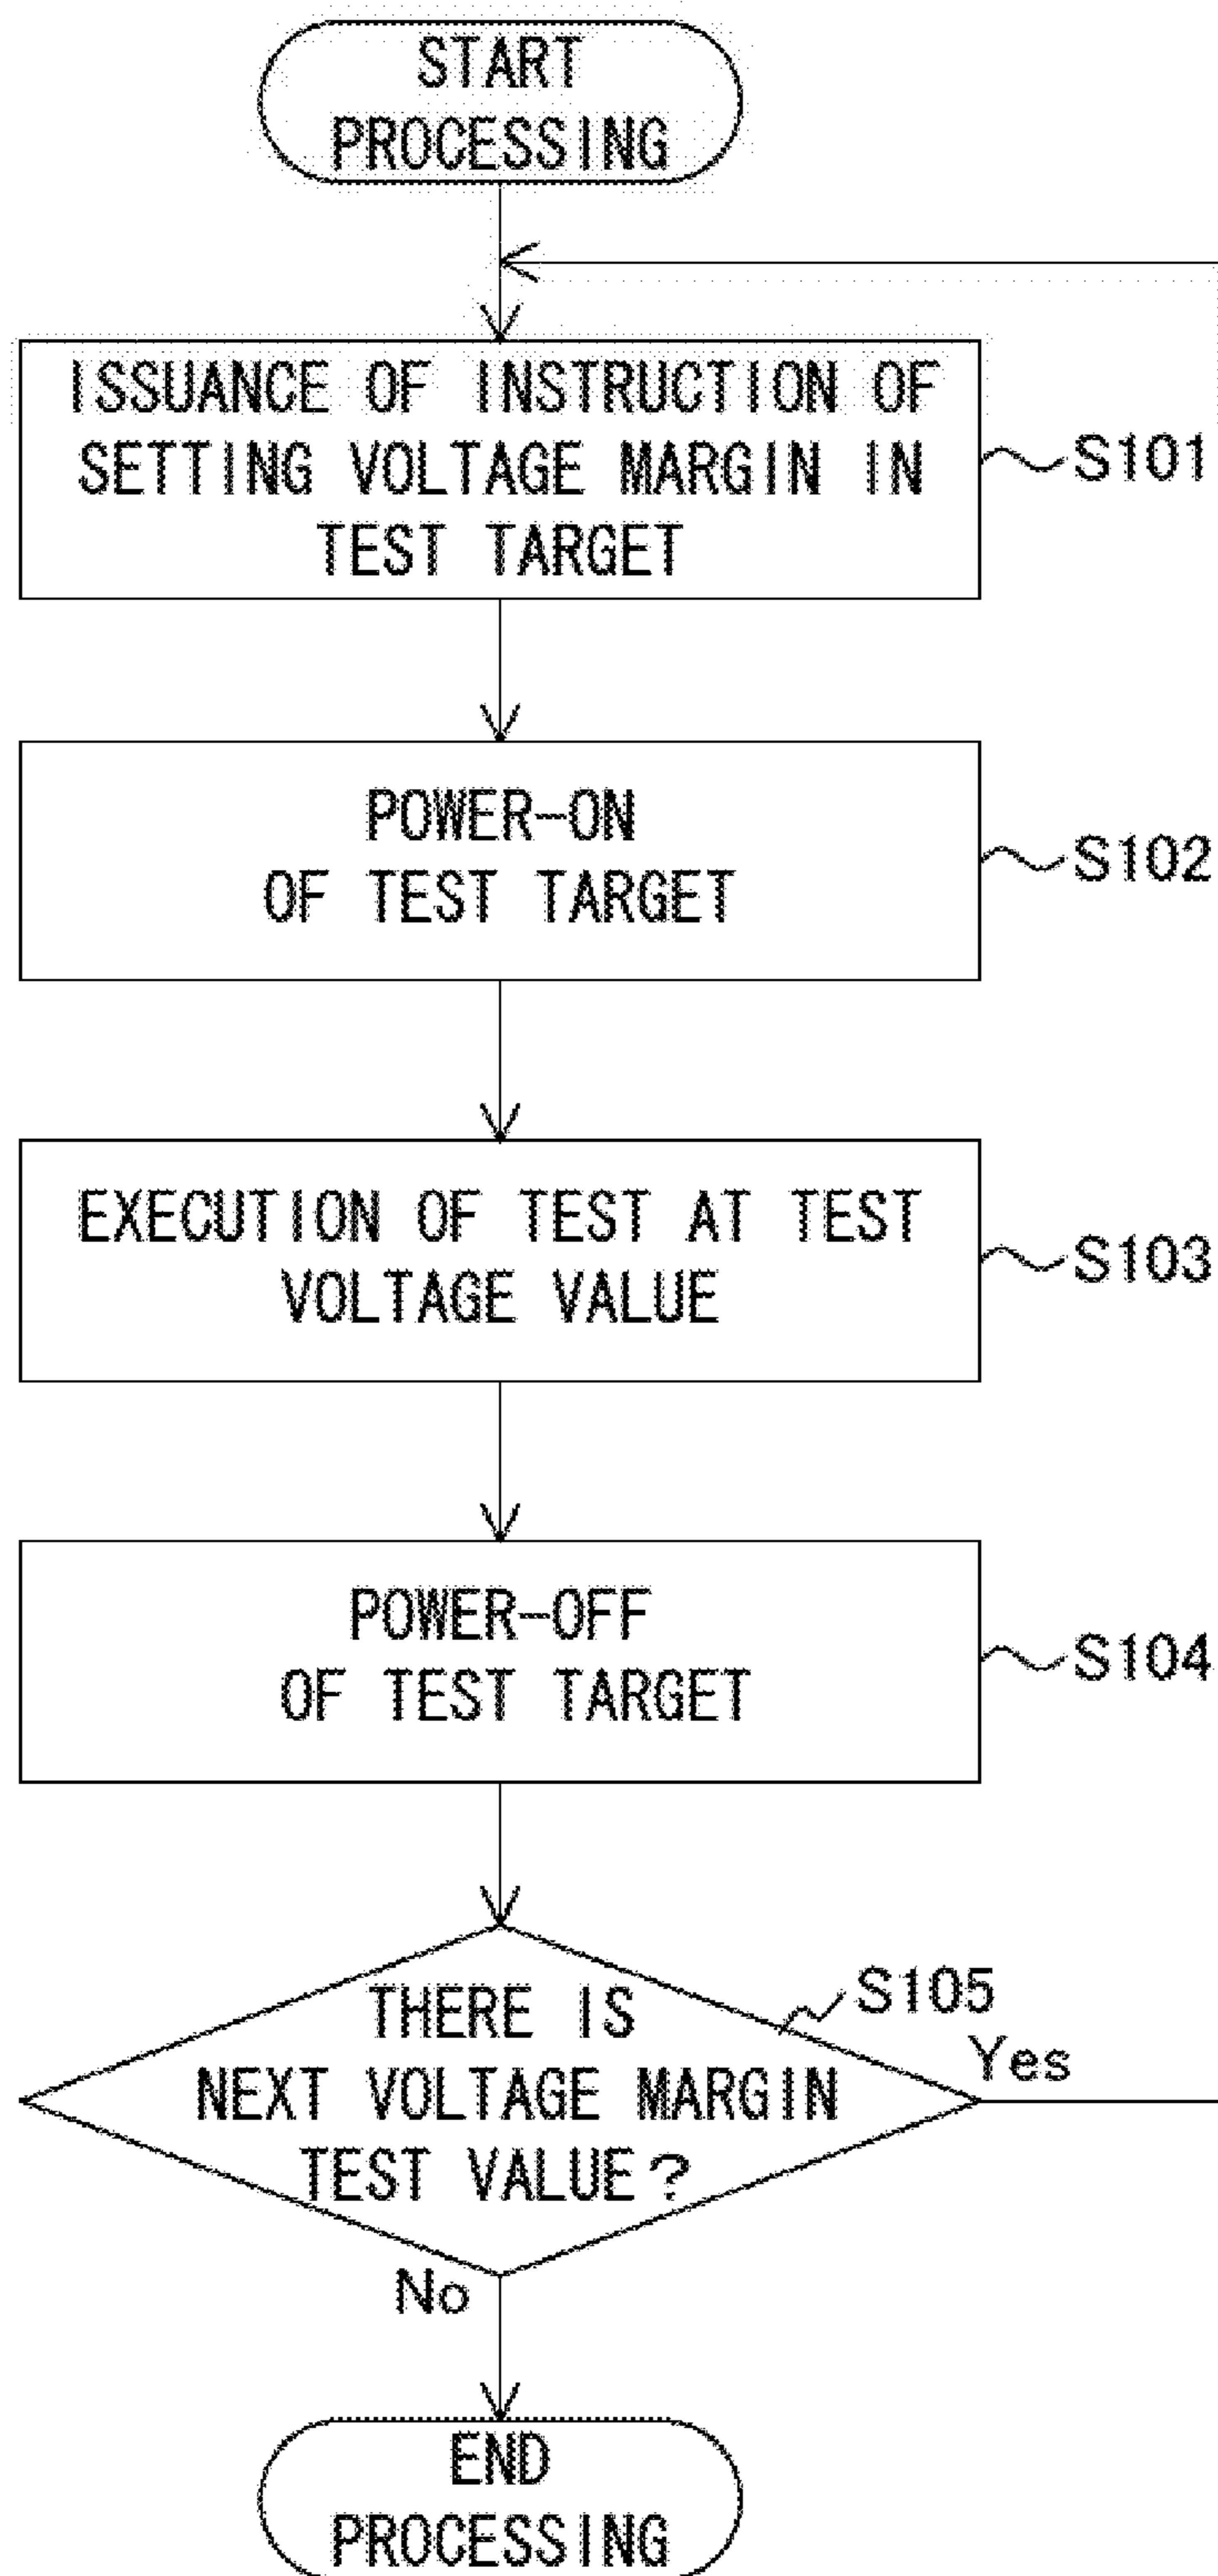 START
PROCESSING
ISSUANCE OF INSTRUCTION OF
SETTING VOLTAGE MARGIN IN
TEST TARGET
S101
POWER-ON
OF TEST TARGET
S102
EXECUTION OF TEST AT TEST
VOLTAGE VALUE
S103
POWER-OFF
OF TEST TARGET
S104
THERE IS
NEXT VOLTAGE MARGIN
TEST VALUE?
S105
Yes
No
END
PROCESSING